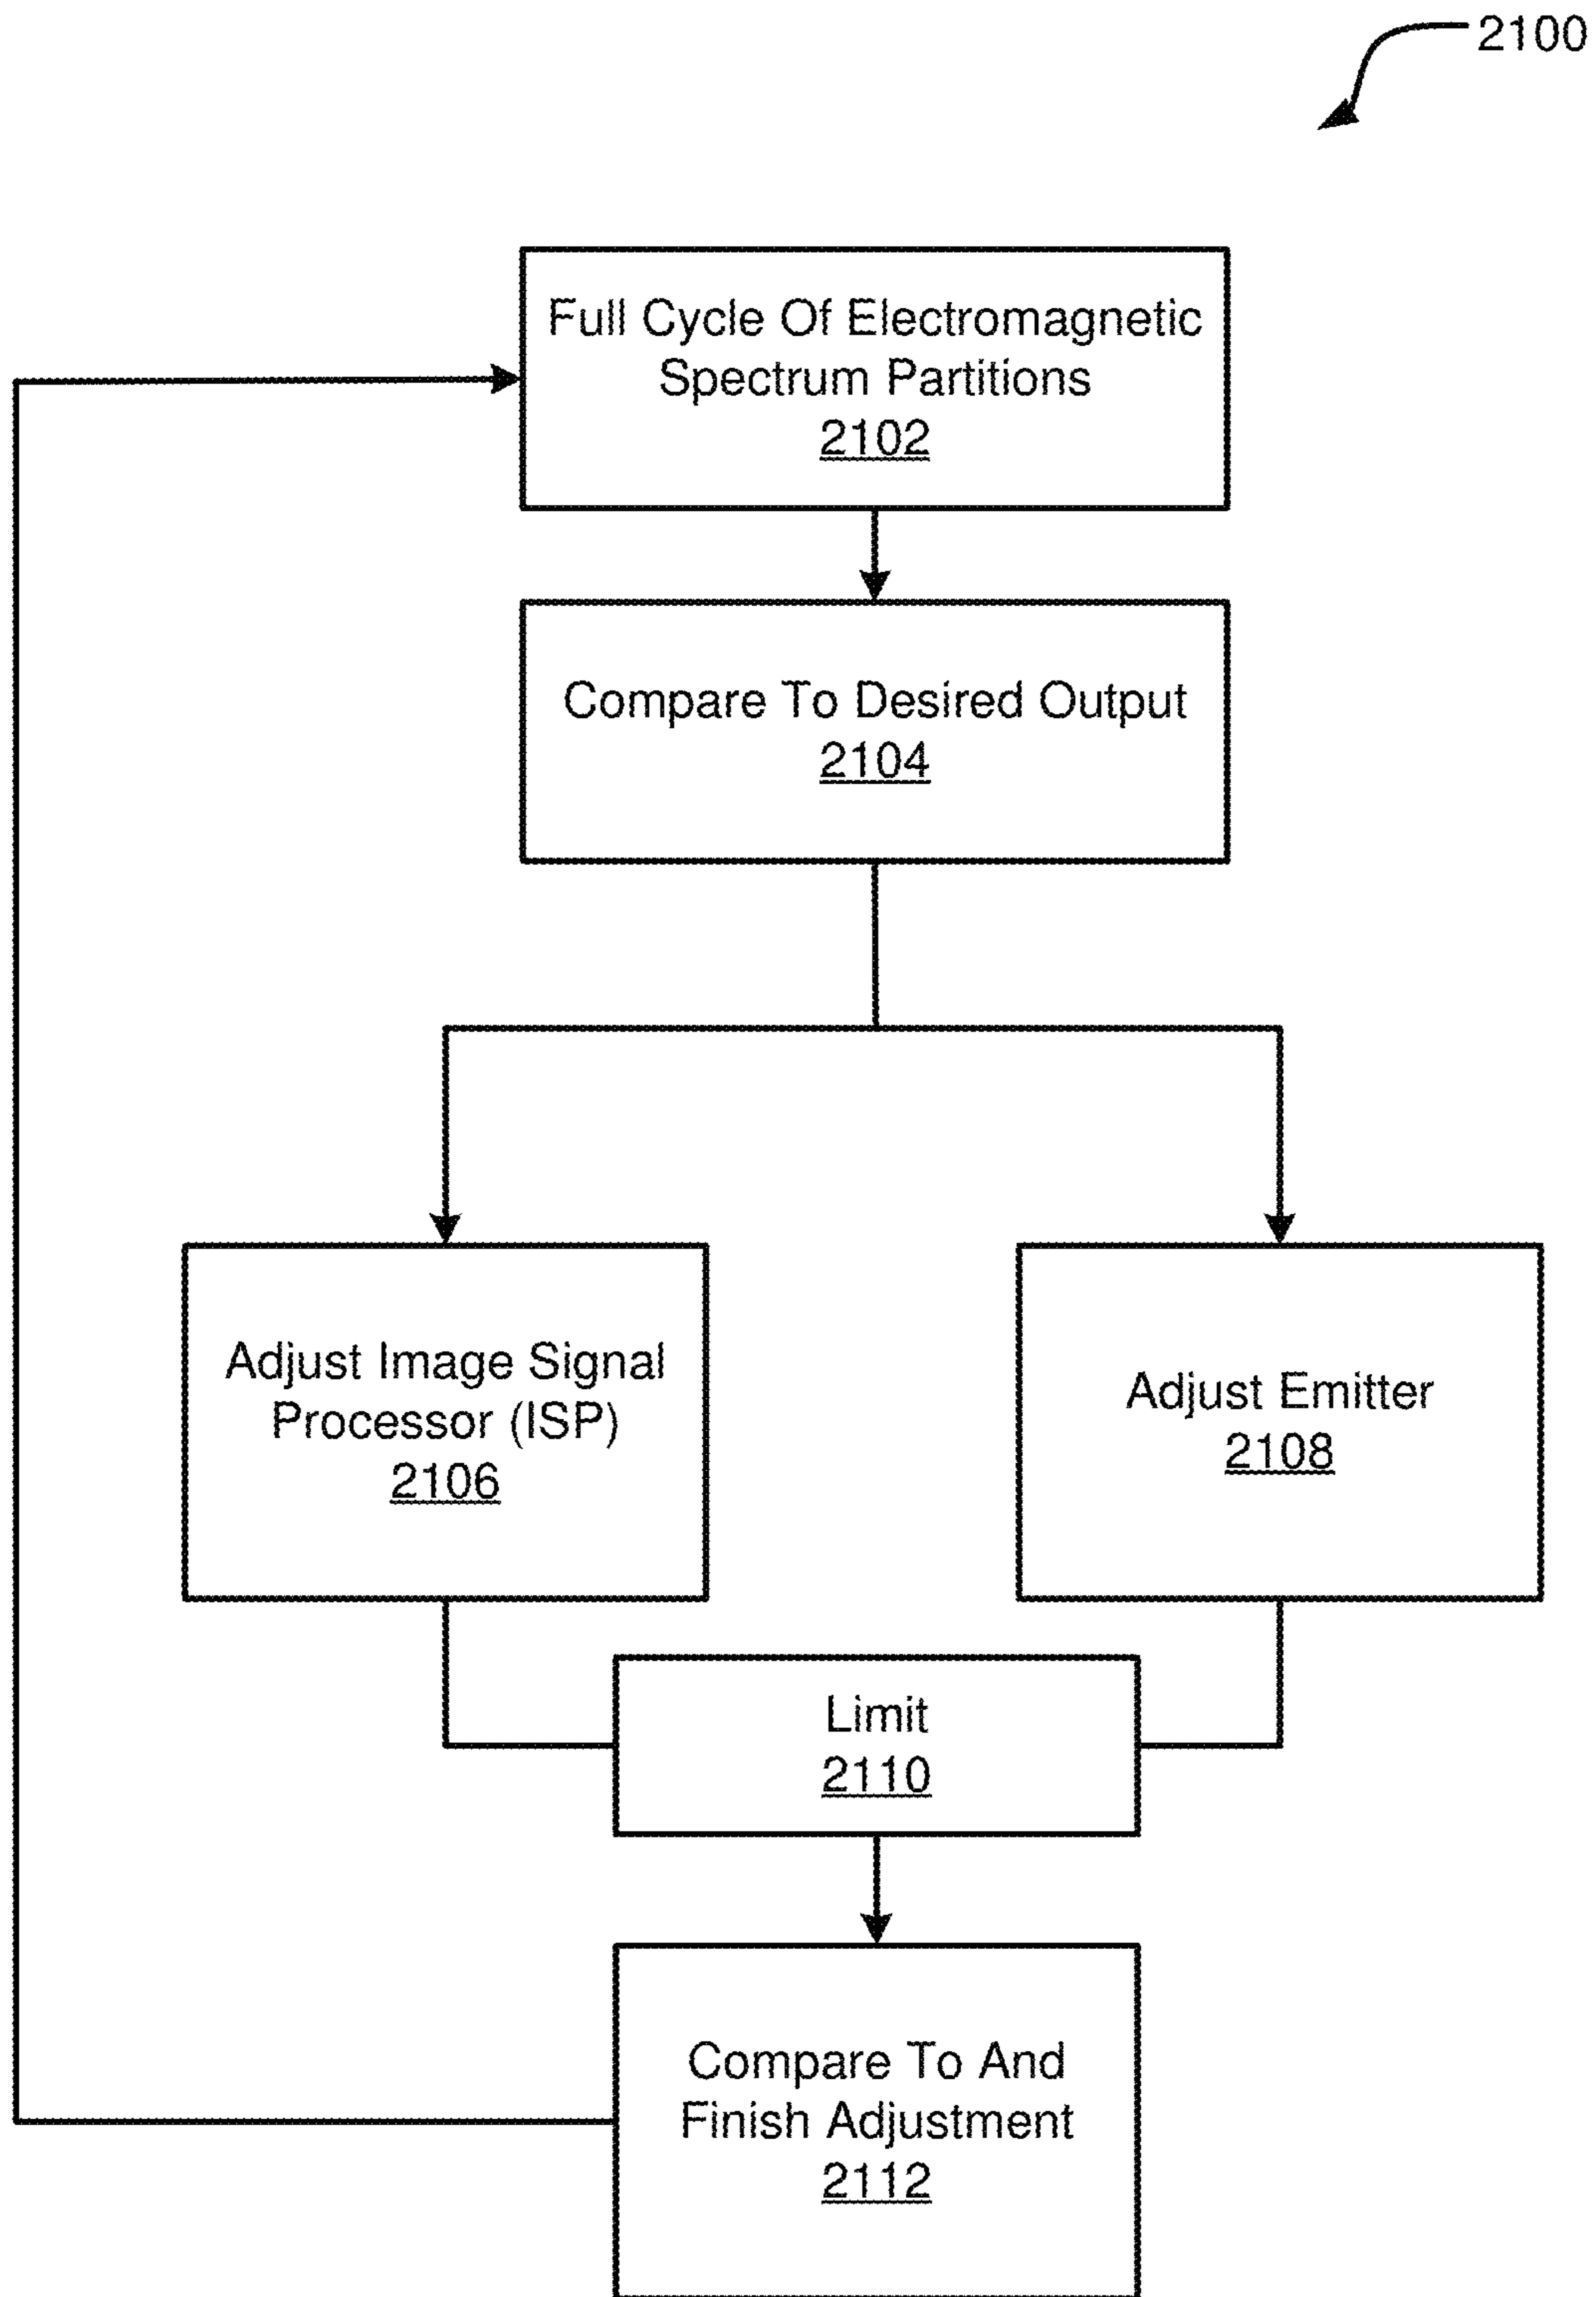 2100
Full Cycle Of Electromagnetic
Spectrum Partitions
2102
Compare To Desired Output
2104
Adjust Image Signal
Processor (ISP)
2106
Adjust Emitter
2108
Limit
2110
Compare To And
Finish Adjustment
2112